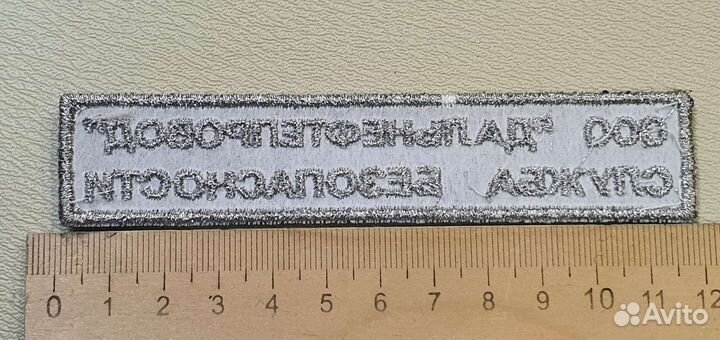 ООО „ДАЛЬНЕФТЕПРОВОД”
СЛУЖБА БЕЗОПАСНОСТИ
0 1 2 3 4 5 6 7 8 9 10 11 12
Avito